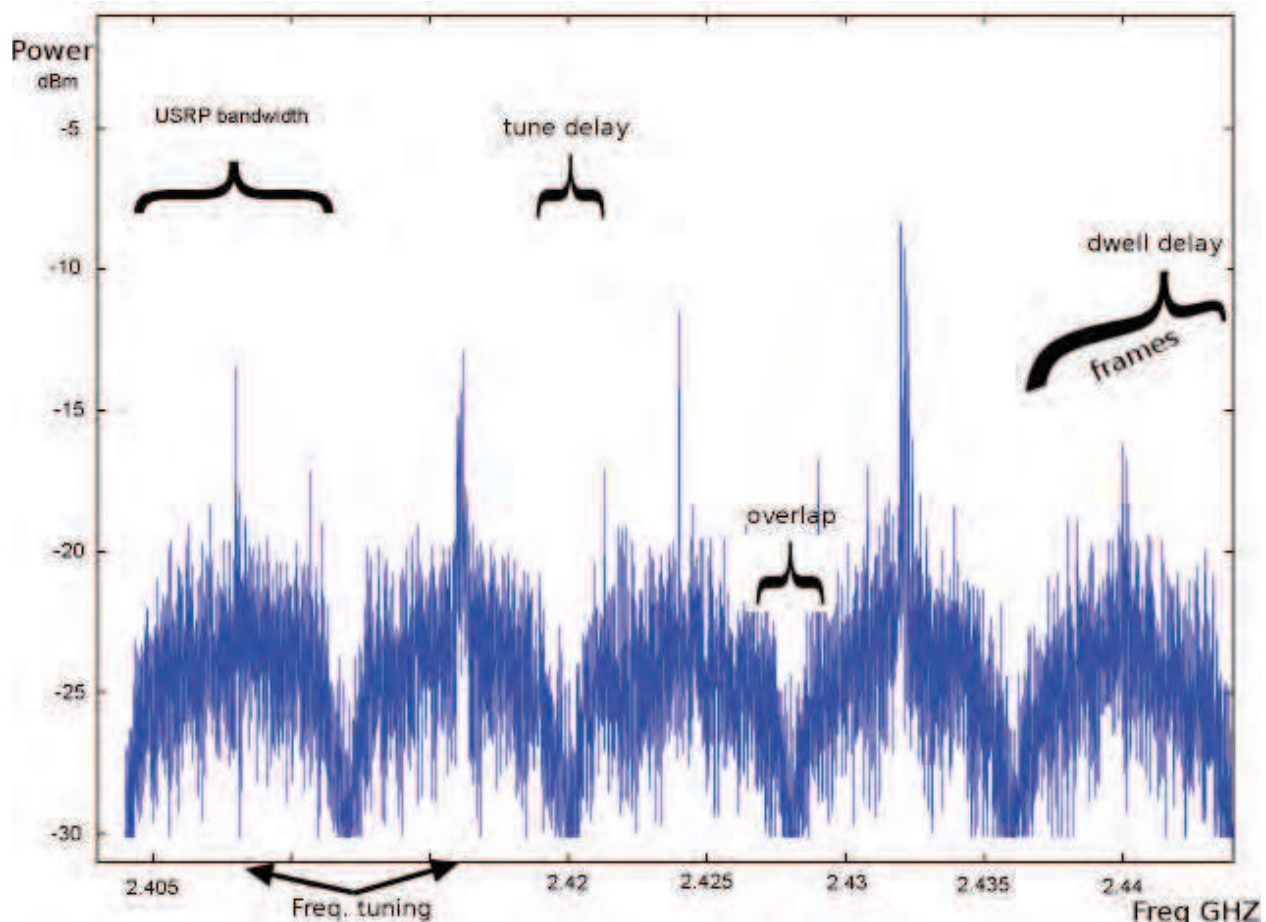 Power
dBm
USRP bandwidth
tune delay
-5
dwell delay
-10
frames
-15
overlap
-20
-25
-30
2.405
2.42
2.425
2.43
2.435
2.44
Freq. tuning
Freq GHZ